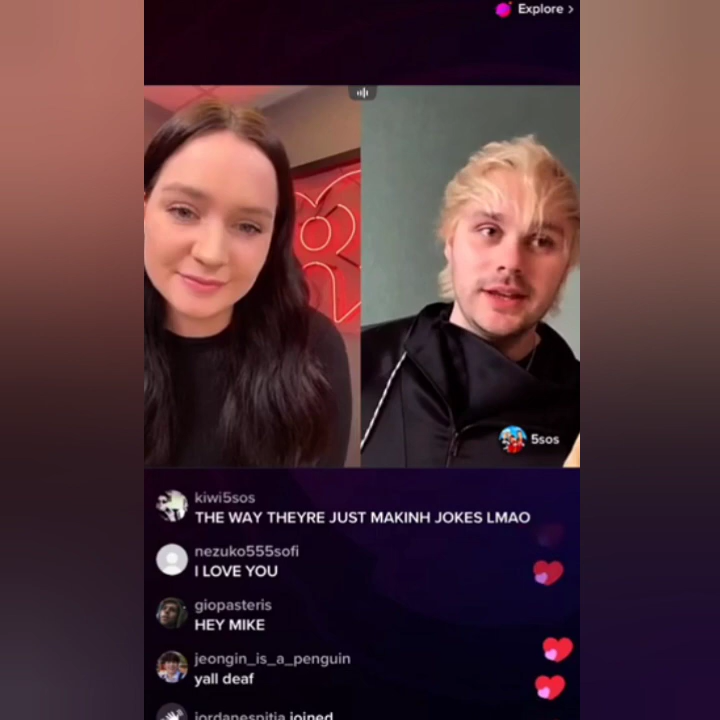 Explore >
5sos
kiwi5sos
THE WAY THEYRE JUST MAKINH JOKES LMAO
nezuko555sofi
I LOVE YOU
giopasteris
HEY MIKE
jeongin_is_a_penguin
yall deaf
jordanespitia joined